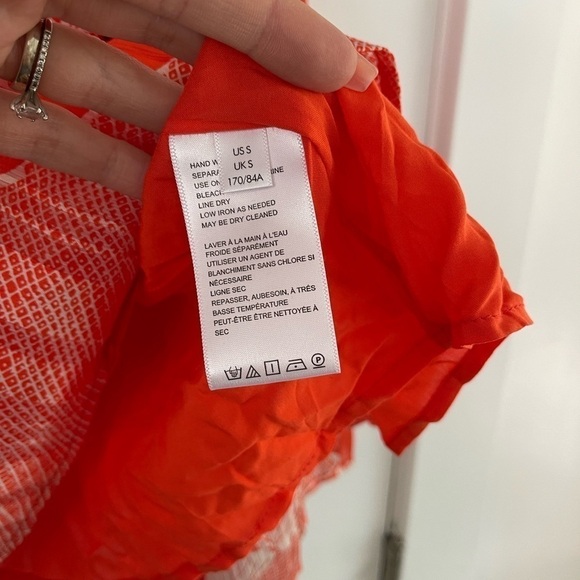 US S
UK S
170/84A
HAND
USE
BLEACH
LINE DRY
LOW IRON AS NEEDED
MAY BE DRY CLEANED
LAVER À LA MAIN À L'EAU
FROIDE SÉPARÉMENT
UTILISER UN AGENT DE
BLANCHIMENT SANS CHLORE SI
NÉCESSAIRE
LIGNE SEC
REPASSER, AUBESOIN, À TRÉS
BASSE TEMPÉRATURE
PEUT-ÊTRE ÊTRE NETTOYÉE À
SEC
P